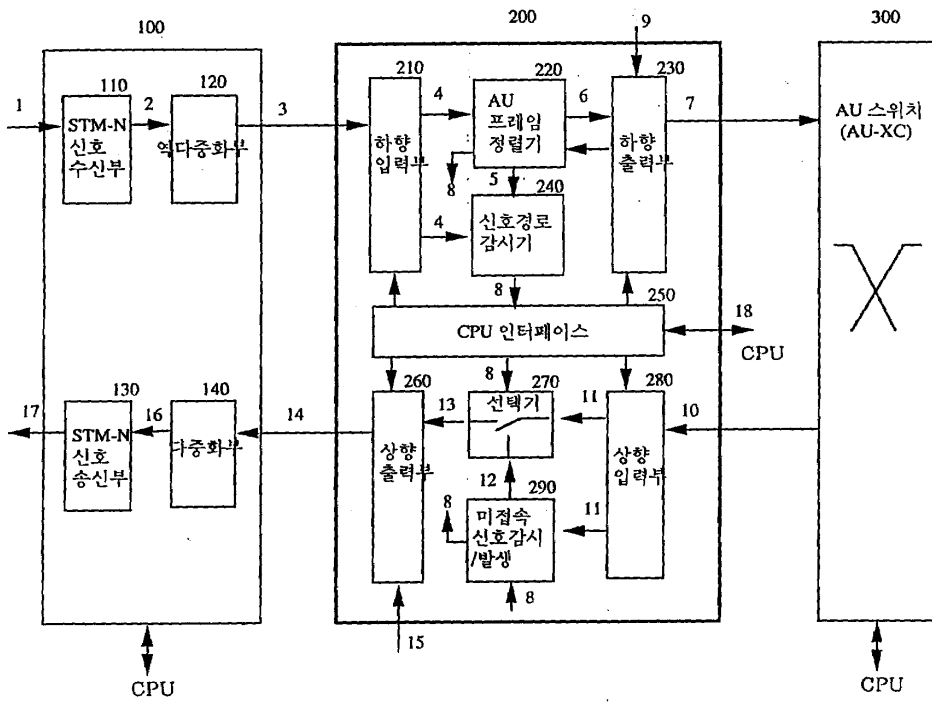 100
200
300
1
110
STM-N
신호
수신부
2
120
역다중화부
3
210
하향
입력부
4
220
AU
프레임
정렬기
6
9
230
하향
출력부
7
AU 스위치
(AU-XC)
8
5
240
4
신호경로
감시기
8
250
CPU 인터페이스
18
CPU
17
130
STM-N
신호
송신부
16
140
다중화부
14
260
상향
출력부
13
8
270
선택기
11
280
상향
입력부
10
12
290
8
미접속
신호감시
/발생
11
8
15
CPU
CPU